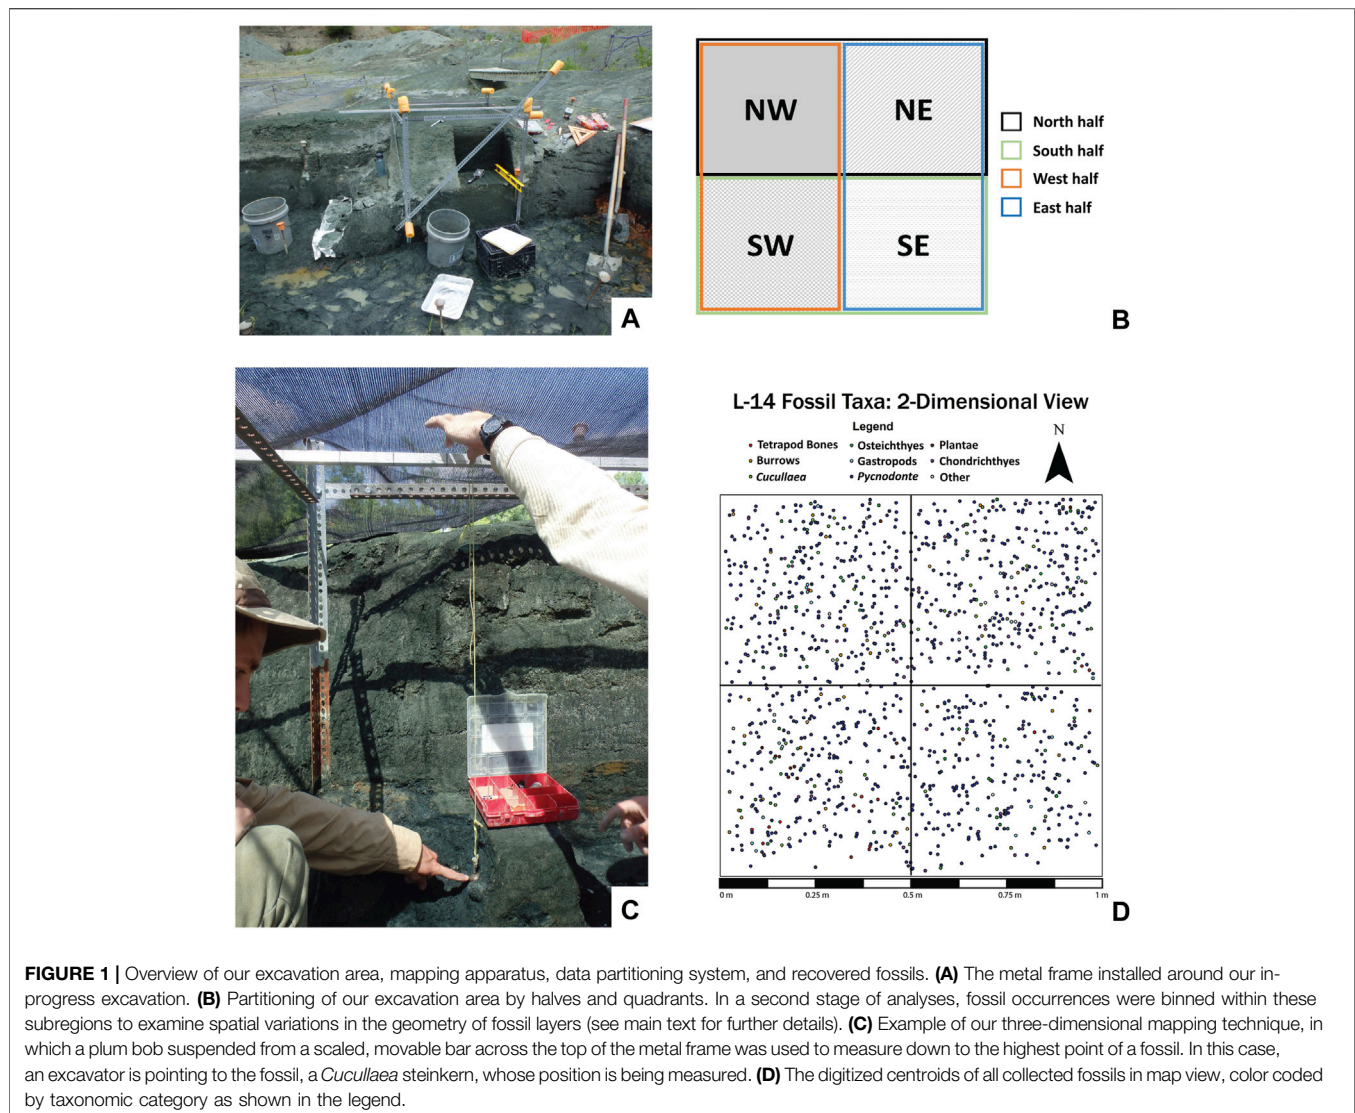 A
NW
NE
SW
SE
North half
South half
West half
East half
B
C
L-14 Fossil Taxa: 2-Dimensional View
Legend
Tetrapod Bones
Osteichthyes
Plantae
Burrows
Gastropods
Chondrichthyes
Cucullaea
Pycnodonte
Other
N
0 m
0.25 m
0.5 m
0.75 m
1 m
D
FIGURE 1 | Overview of our excavation area, mapping apparatus, data partitioning system, and recovered fossils. (A) The metal frame installed around our in-
progress excavation. (B) Partitioning of our excavation area by halves and quadrants. In a second stage of analyses, fossil occurrences were binned within these
subregions to examine spatial variations in the geometry of fossil layers (see main text for further details). (C) Example of our three-dimensional mapping technique, in
which a plum bob suspended from a scaled, movable bar across the top of the metal frame was used to measure down to the highest point of a fossil. In this case,
an excavator is pointing to the fossil, a Cucullaea steinkern, whose position is being measured. (D) The digitized centroids of all collected fossils in map view, color coded
by taxonomic category as shown in the legend.